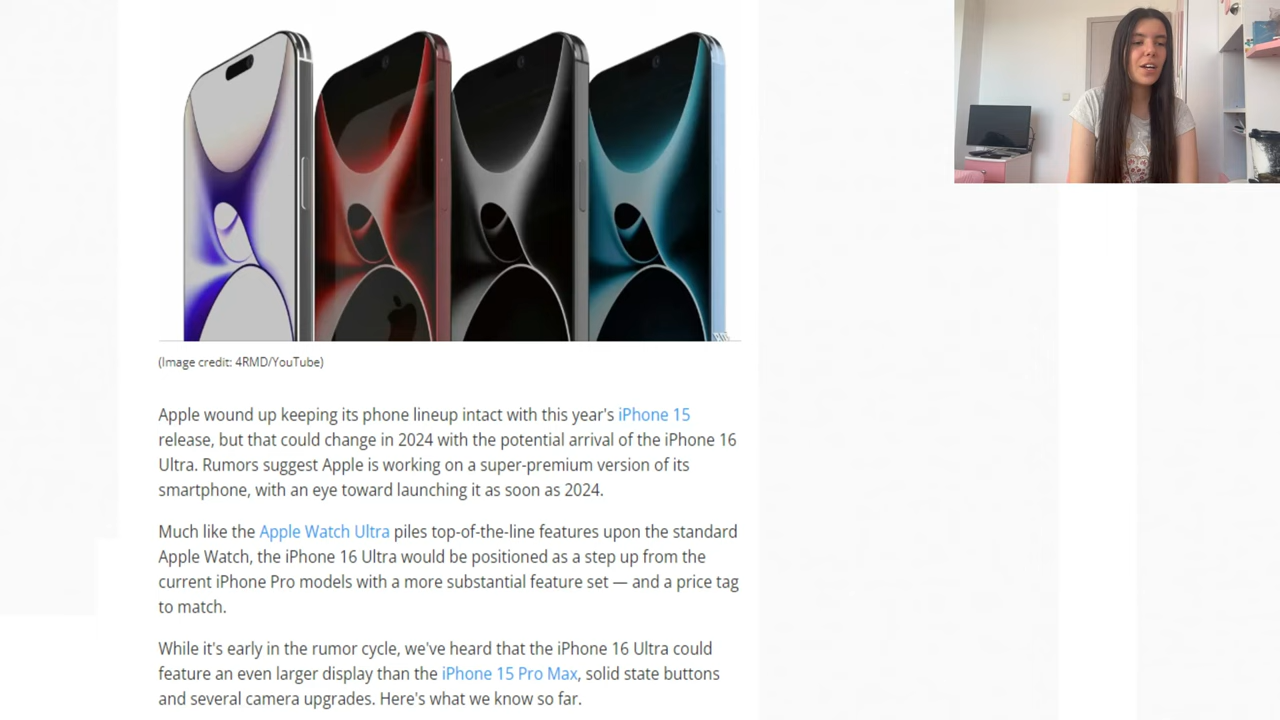 (Image credit: 4RMD/YouTube)
Apple wound up keeping its phone lineup intact with this year's iPhone 15
release, but that could change in 2024 with the potential arrival of the iPhone 16
Ultra. Rumors suggest Apple is working on a super-premium version of its
smartphone, with an eye toward launching it as soon as 2024.
Much like the Apple Watch Ultra piles top-of-the-line features upon the standard
Apple Watch, the iPhone 16 Ultra would be positioned as a step up from the
current iPhone Pro models with a more substantial feature set — and a price tag
to match.
While it's early in the rumor cycle, we've heard that the iPhone 16 Ultra could
feature an even larger display than the iPhone 15 Pro Max, solid state buttons
and several camera upgrades. Here's what we know so far.